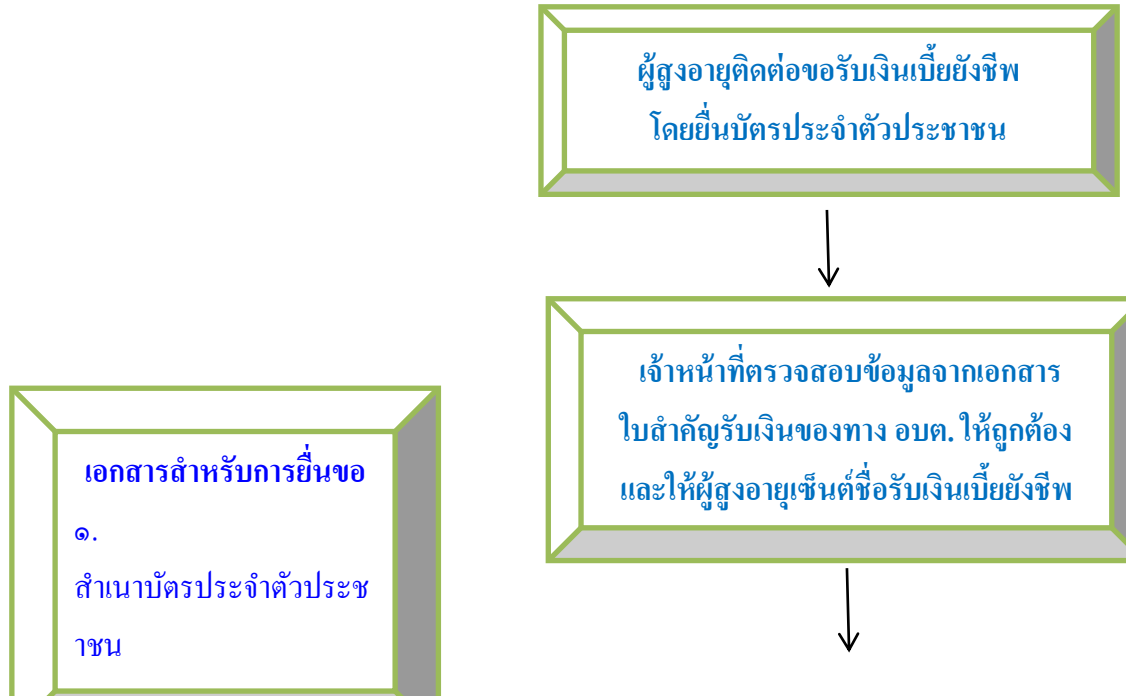 ผู้สูงอายุติดต่อขอรับเงินเบี้ยยังชีพ
โดยยื่นบัตรประจำตัวประชาชน
เจ้าหน้าที่ตรวจสอบข้อมูลจากเอกสาร
ใบสำคัญรับเงินของทาง อบต. ให้ถูกต้อง
และให้ผู้สูงอายุเซ็นต์ชื่อรับเงินเบี้ยยังชีพ
เอกสารสำหรับการยื่นขอ
๑.
สำเนาบัตรประจำตัวประช
าชน